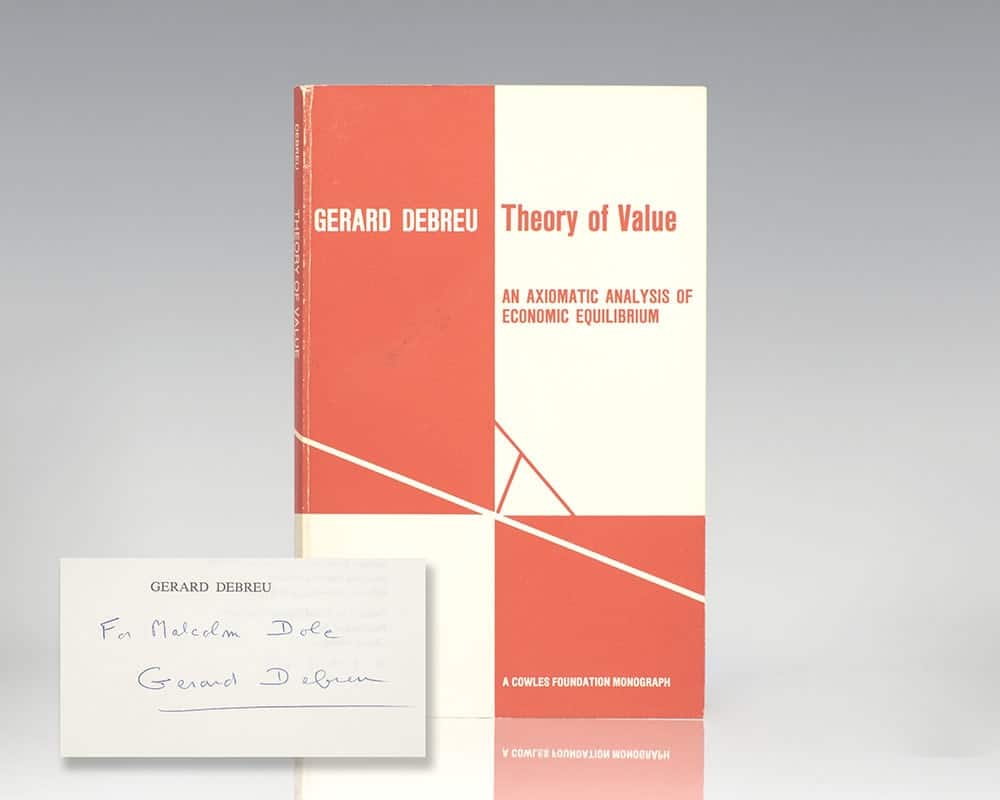 DEBREU THEORY OF VALUE
GERARD DEBREU
Theory of Value
AN AXIOMATIC ANALYSIS OF
ECONOMIC EQUILIBRIUM
A COWLES FOUNDATION MONOGRAPH
GERARD DEBREU
For Malcolm Dole
Gerard Debreu